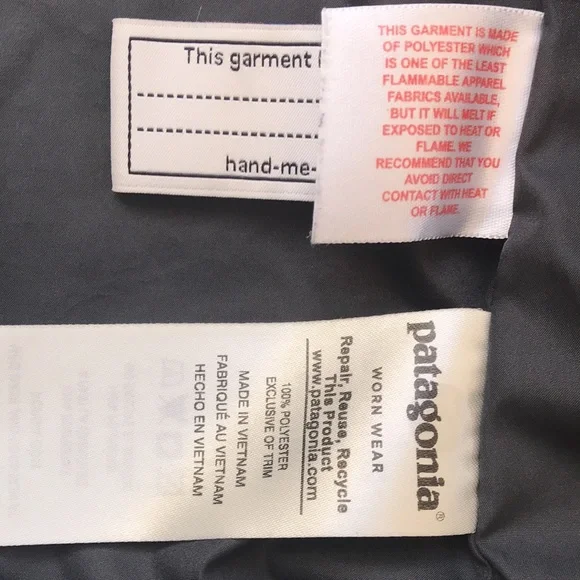 This garment
hand-me-
THIS GARMENT IS MADE
OF POLYESTER WHICH
IS ONE OF THE LEAST
FLAMMABLE APPAREL
FABRICS AVAILABLE,
BUT IT WILL MELT IF
EXPOSED TO HEAT OR
FLAME. WE
RECOMMEND THAT YOU
AVOID DIRECT
CONTACT WITH HEAT
OR FLAME.
patagonia®
WORN WEAR
Repair, Reuse, Recycle
This Product
www.patagonia.com
100% POLYESTER
EXCLUSIVE OF TRIM
MADE IN VIETNAM
FABRIQUÉ AU VIETNAM
HECHO EN VIETNAM